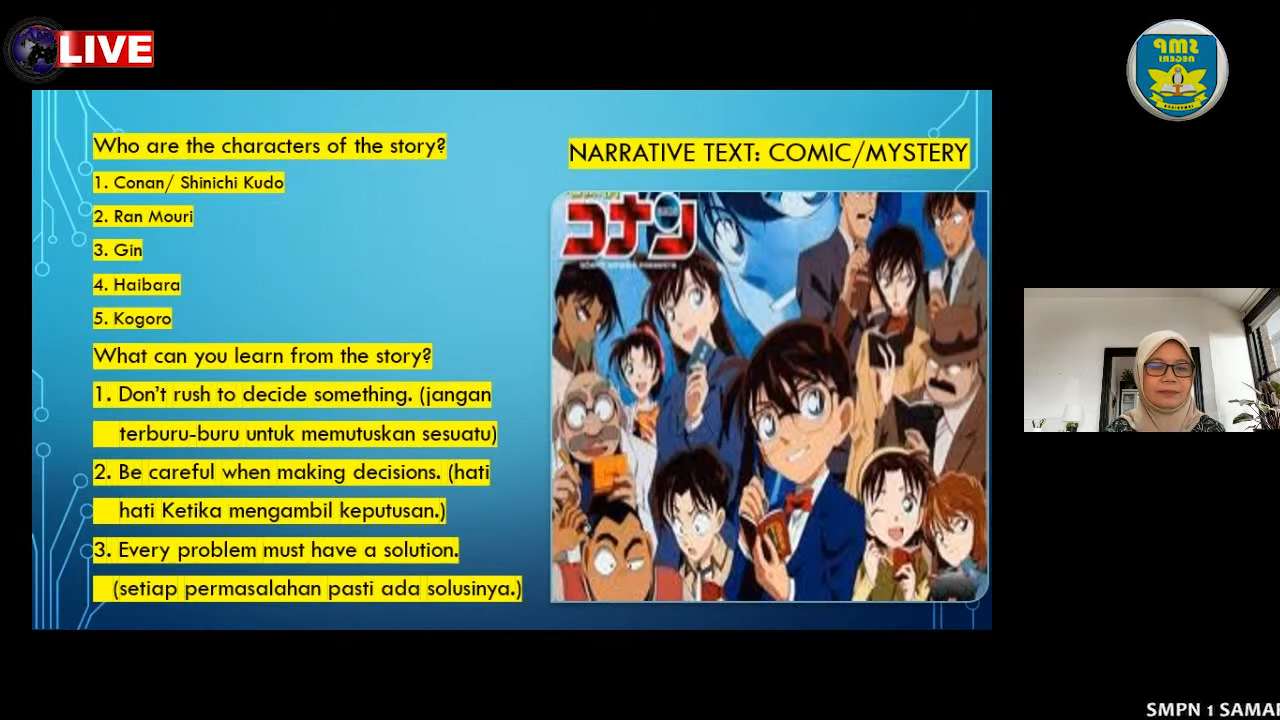 LIVE
SMP
NEGERI
Who are the characters of the story?
1. Conan/ Shinichi Kudo
2. Ran Mouri
3. Gin
4. Haibara
5. Kogoro
What can you learn from the story?
1. Don't rush to decide something. (jangan
terburu-buru untuk memutuskan sesuatu)
2. Be careful when making decisions. (hati
hati Ketika mengambil keputusan.)
3. Every problem must have a solution.
(setiap permasalahan pasti ada solusinya.)
NARRATIVE TEXT: COMIC/MYSTERY
コナン
SMPN 1 SAMAR